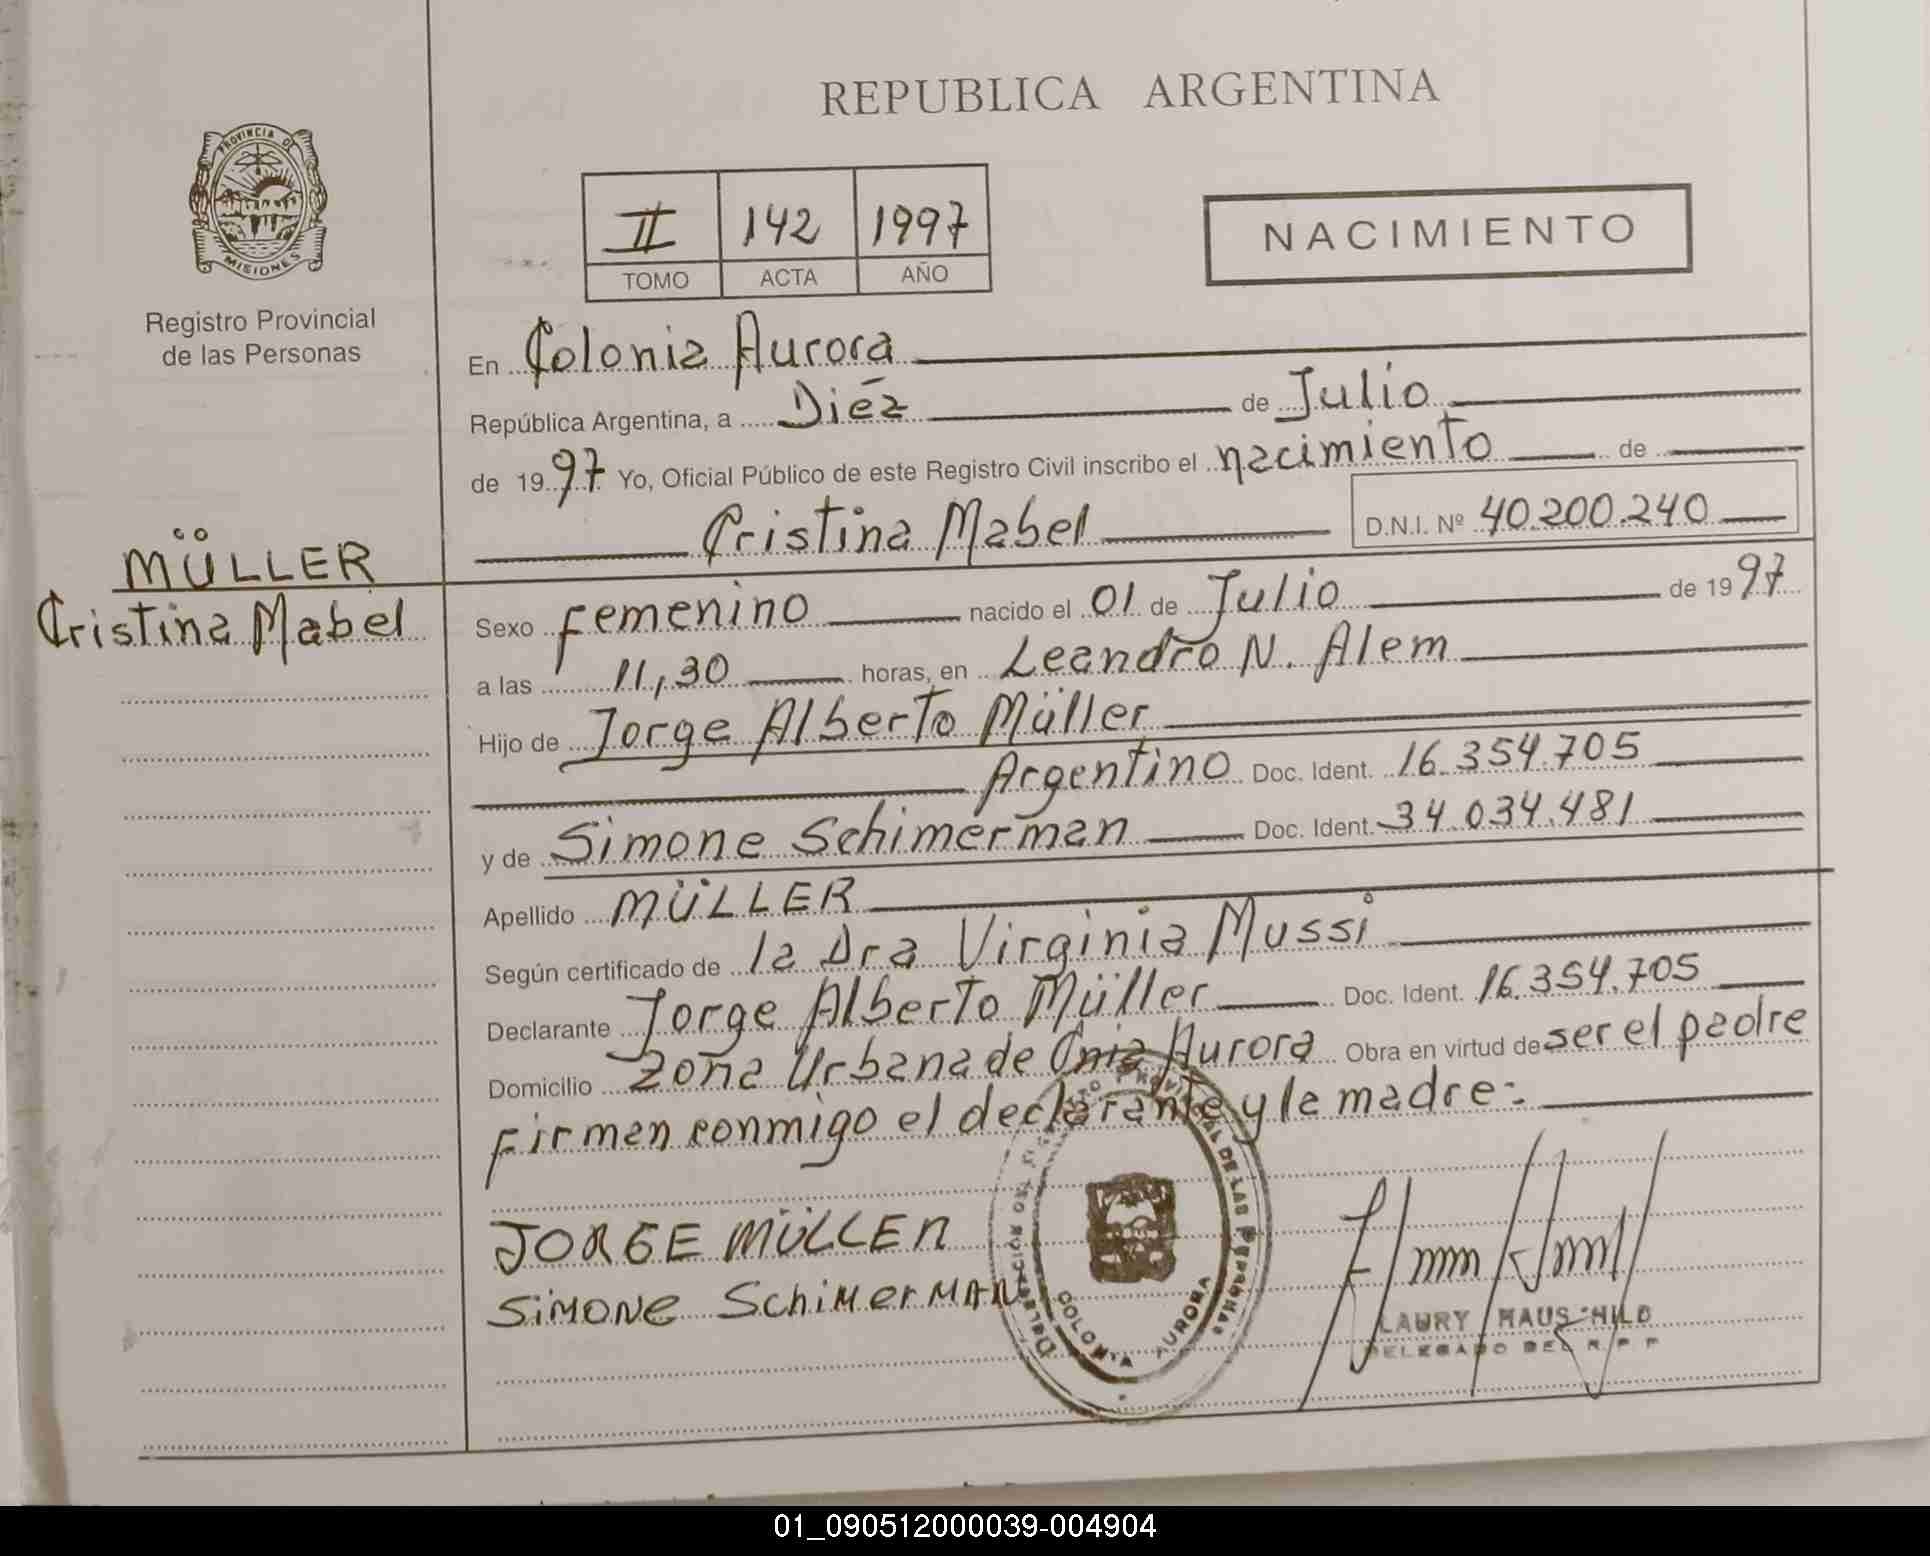 REPUBLICA ARGENTINA
PROVINCIA DE
MISIONES
Registro Provincial
de las Personas
II 142 1997
TOMO ACTA AÑO
NACIMIENTO
En Colonia Aurora
República Argentina, a Diéz de Julio
de 1997 Yo, Oficial Público de este Registro Civil inscribo el nacimiento de
Cristina Mabel D.N.I. Nº 40.200.240
MÜLLER
Cristina Mabel
Sexo Femenino nacido el 01 de Julio de 1997
a las 11,30 horas, en Leandro N. Alem
Hijo de Jorge Alberto Müller
Argentino Doc. Ident. 16.354.705
y de Simone Schimerman Doc. Ident. 34.034.481
Apellido MÜLLER
Según certificado de la Dra Virginia Mussi
Declarante Jorge Alberto Müller Doc. Ident. 16.354.705
Domicilio Zona Urbana de Cnia Aurora Obra en virtud de ser el padre
Firman conmigo el declarante y la madre:
JORGE MÜLLER
SiMONE SchiMerMAN
COLONIA AURORA
LAURY HAUSCHILD
DELEGADO DEL R.P.P
01_090512000039-004904